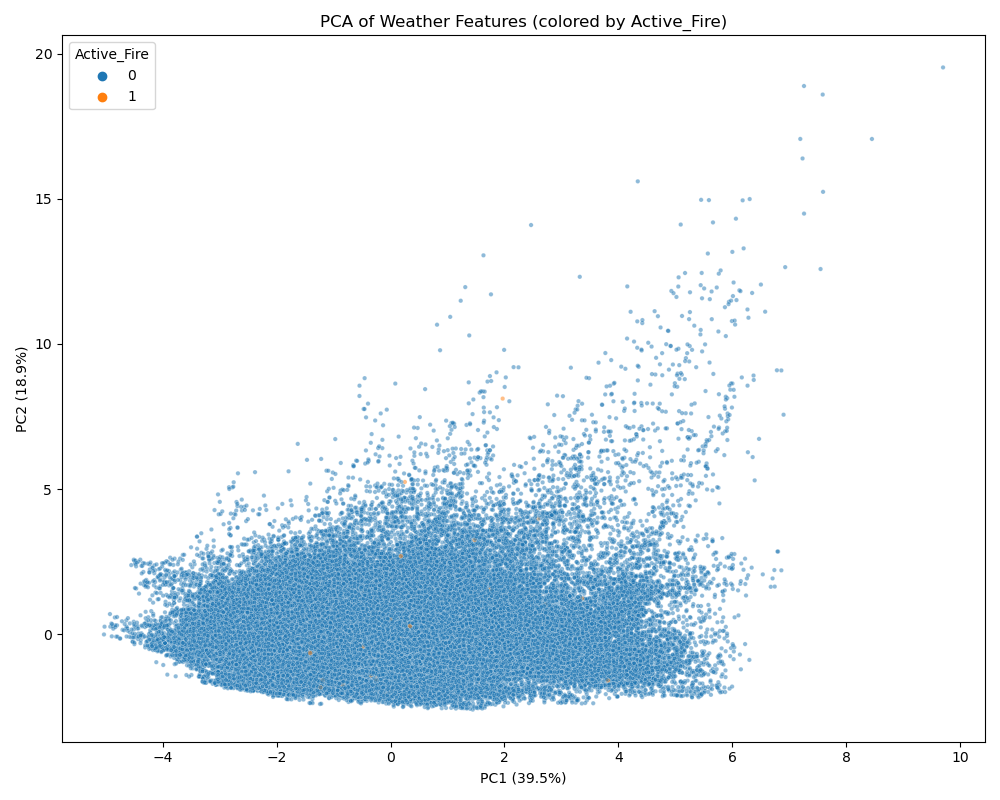 PCA of Weather Features (colored by Active_Fire)
Active_Fire
0
1
20
15
10
5
0
PC2 (18.9%)
−4 −2 0 2 4 6 8 10
PC1 (39.5%)